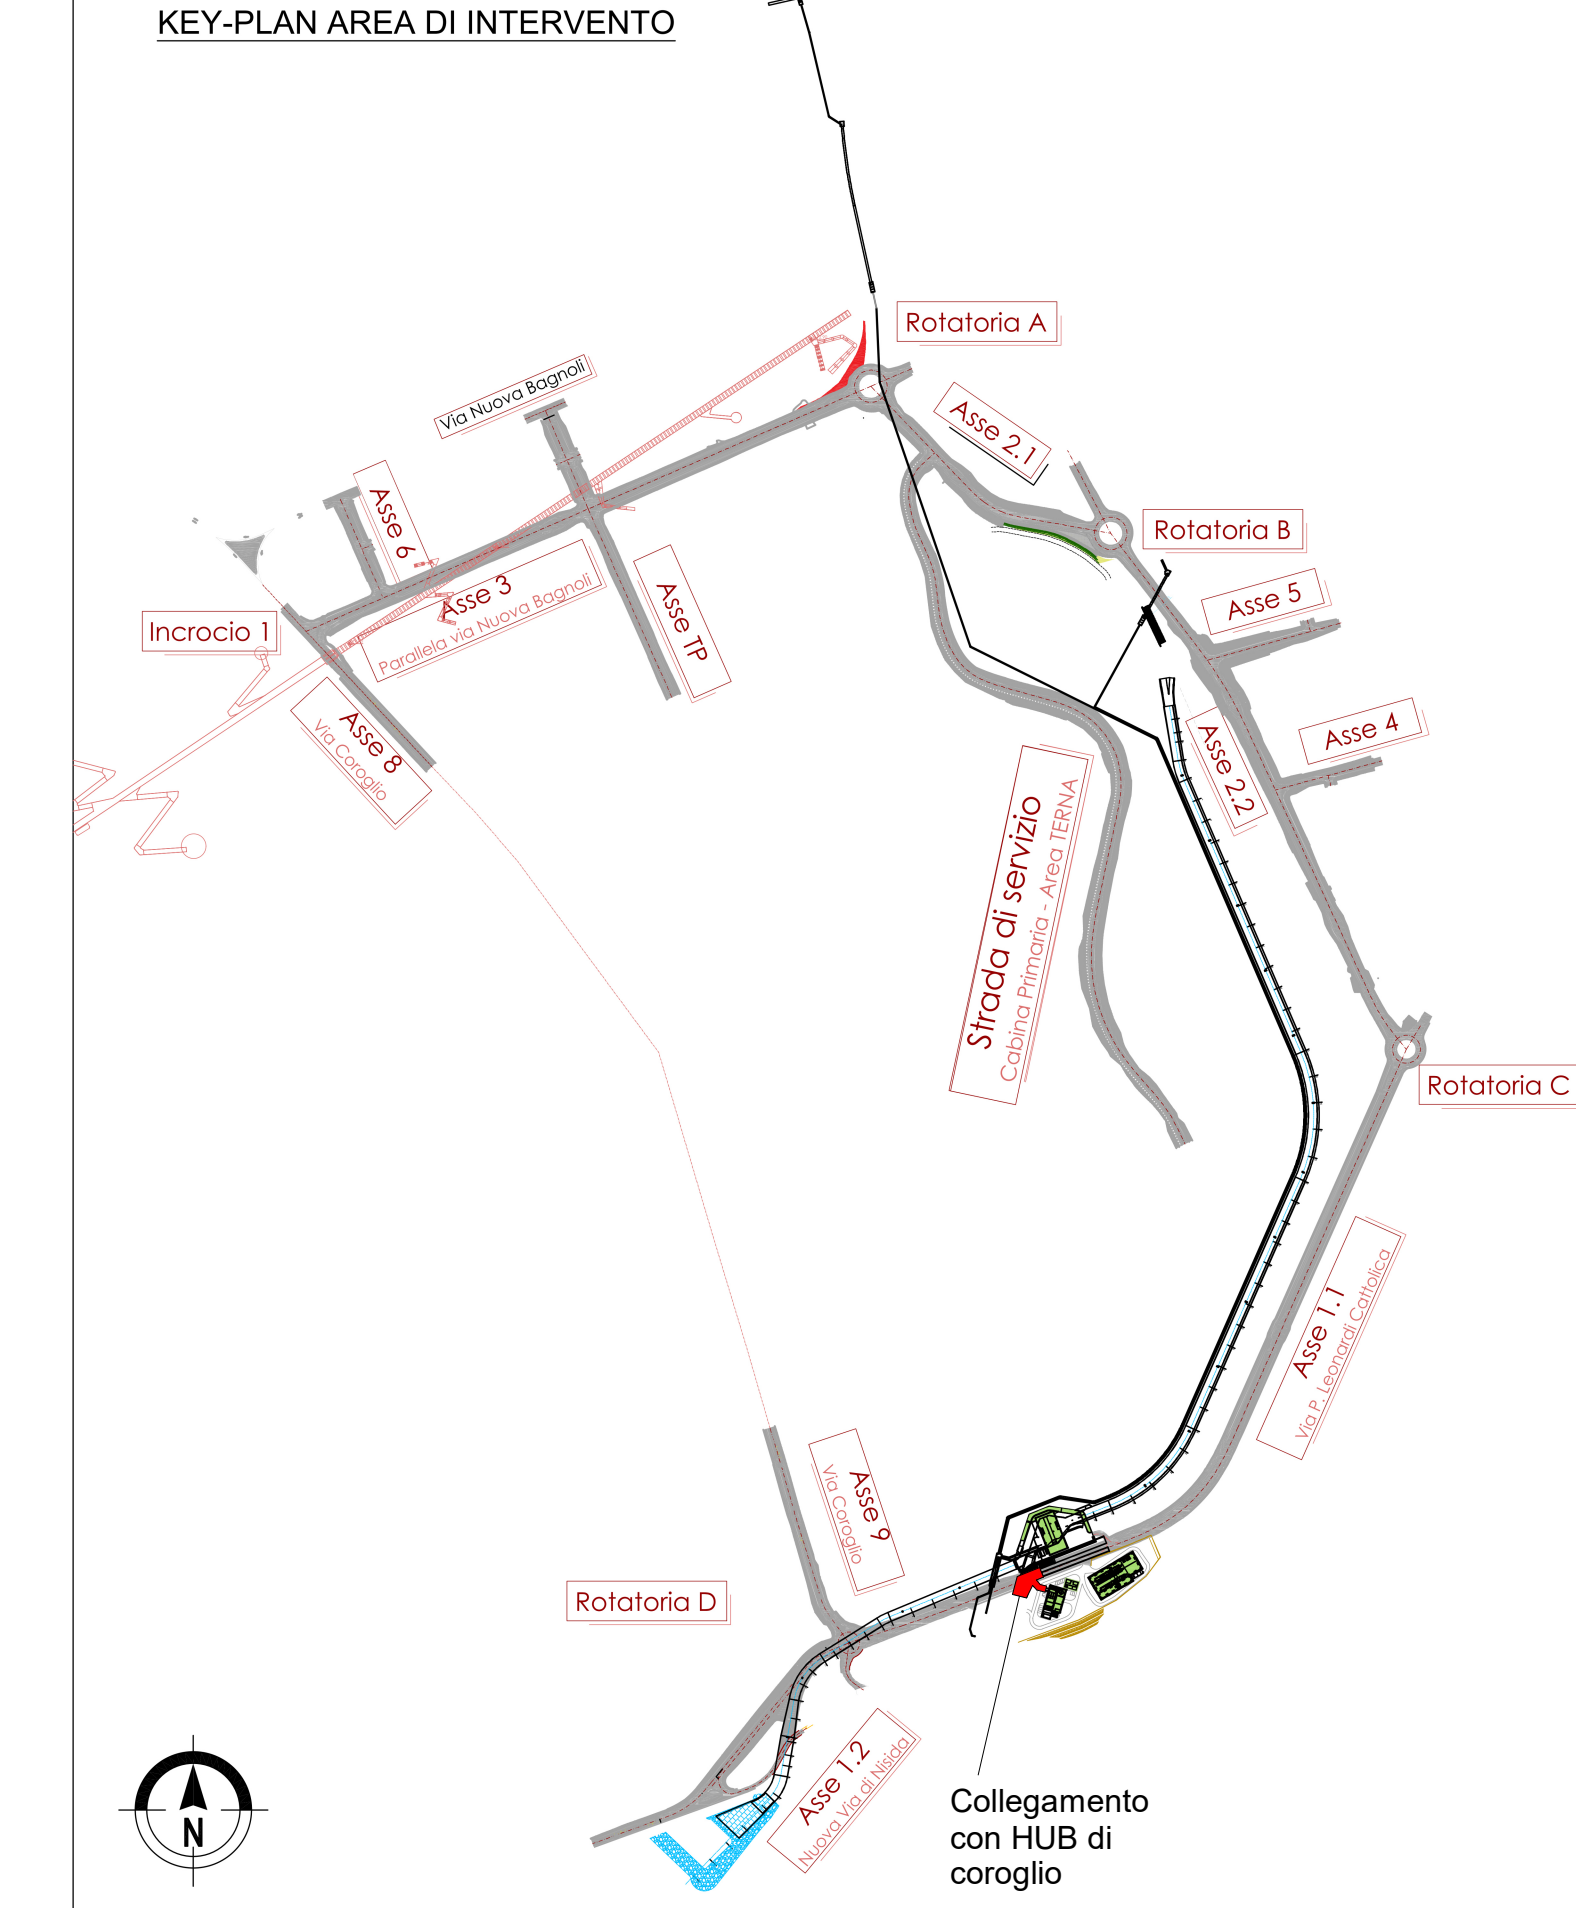 KEY-PLAN AREA DI INTERVENTO
Rotatoria A
Via Nuova Bagnoli
Asse 2.1
Asse 6
Rotatoria B
Asse 3
Parallela via Nuova Bagnoli
Asse TP
Asse 5
Incrocio 1
Asse 8
Via Coroglio
Asse 4
Asse 2.2
Strada di servizio
Cabina Primaria - Area TERNA
Rotatoria C
Asse 1.1
Via P. Leonardi Cattolica
Asse 9
Via Coroglio
Rotatoria D
Asse 1.2
Nuova Via di Nisida
Collegamento
con HUB di
coroglio
N